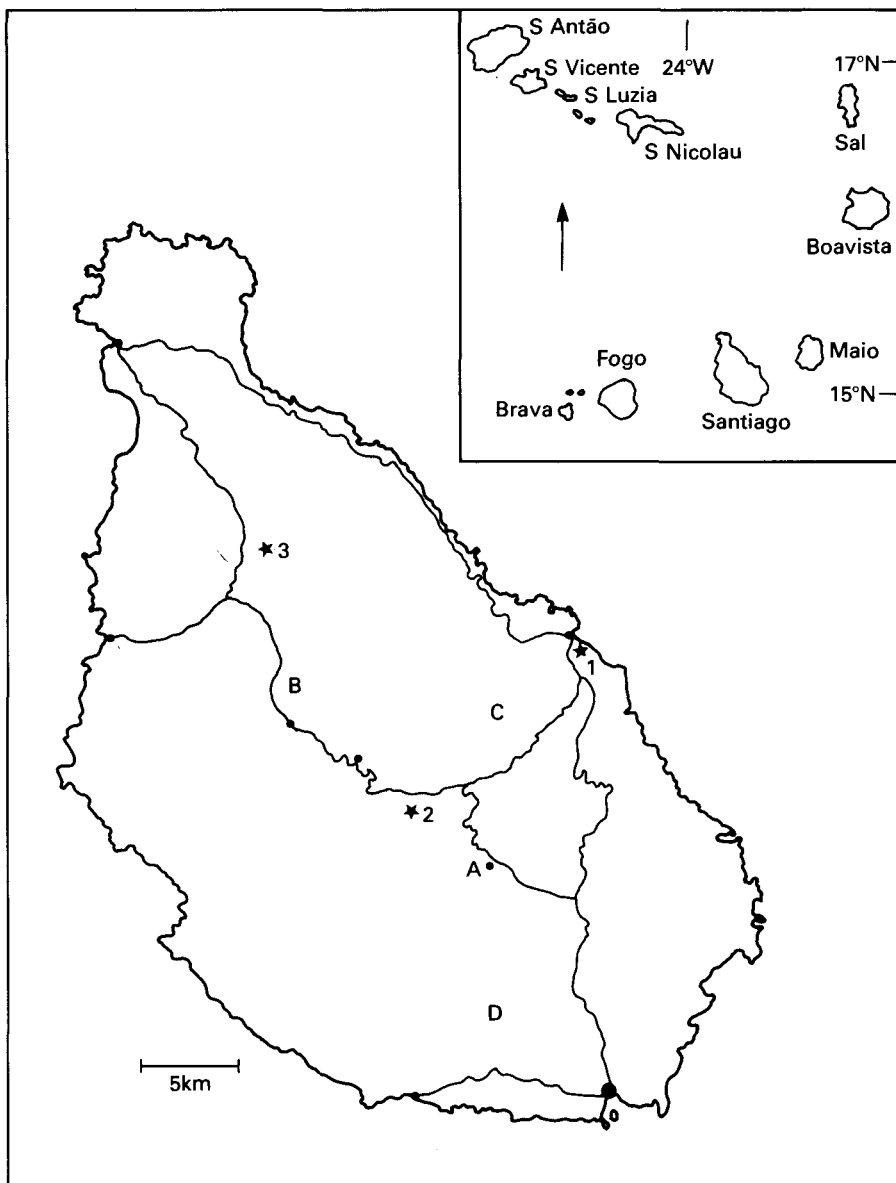 S Antão
S Vicente
24°W
17°N
S Luzia
S Nicolau
Sal
Boavista
Fogo
Maio
Brava
15°N
Santiago
3
1
B
C
2
A
D
5km